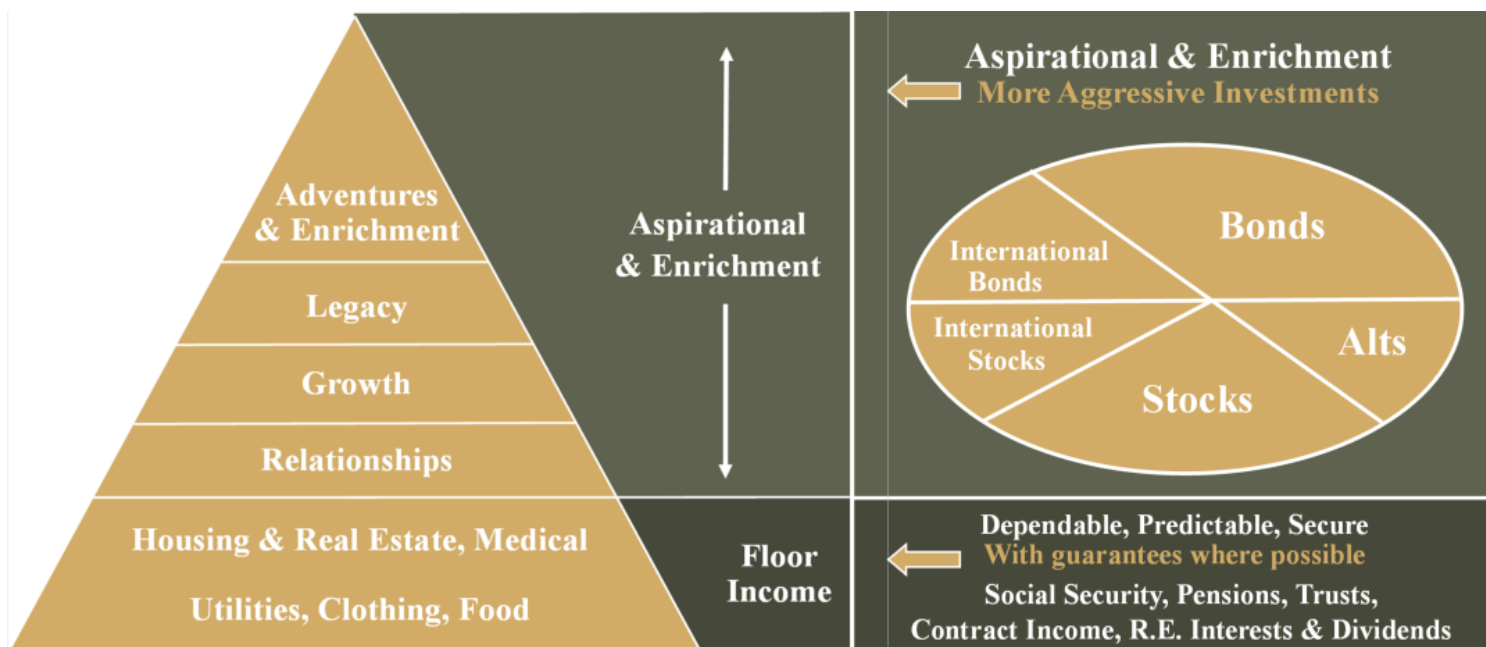 Adventures
& Enrichment
Legacy
Growth
Relationships
Housing & Real Estate, Medical
Utilities, Clothing, Food
Aspirational
& Enrichment
Floor
Income
Aspirational & Enrichment
More Aggressive Investments
Bonds
International
Bonds
International
Stocks
Alts
Stocks
Dependable, Predictable, Secure
With guarantees where possible
Social Security, Pensions, Trusts,
Contract Income, R.E. Interests & Dividends